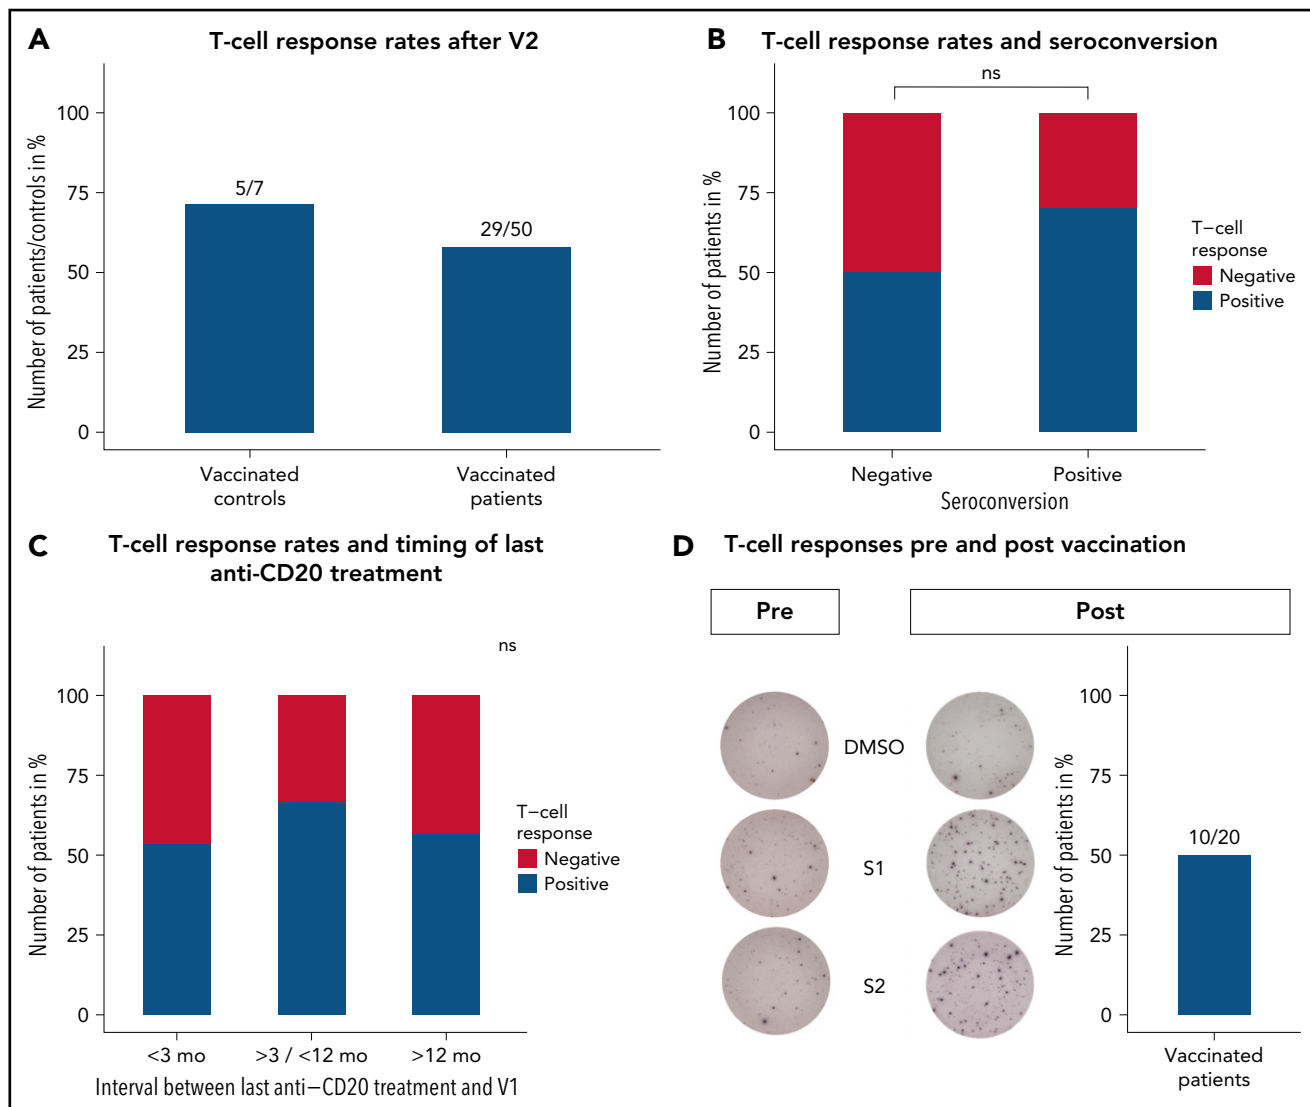 A
T-cell response rates after V2
Number of patients/controls in %
100
75
50
25
0
5/7
29/50
Vaccinated
controls
Vaccinated
patients
B
T-cell response rates and seroconversion
Number of patients in %
100
75
50
25
0
ns
Negative
Positive
Seroconversion
T−cell
response
Negative
Positive
C
T-cell response rates and timing of last
anti-CD20 treatment
Number of patients in %
100
75
50
25
0
ns
<3 mo
>3 / <12 mo
>12 mo
Interval between last anti−CD20 treatment and V1
T−cell
response
Negative
Positive
D
T-cell responses pre and post vaccination
Pre
Post
DMSO
S1
S2
Number of patients in %
100
75
50
25
0
10/20
Vaccinated
patients